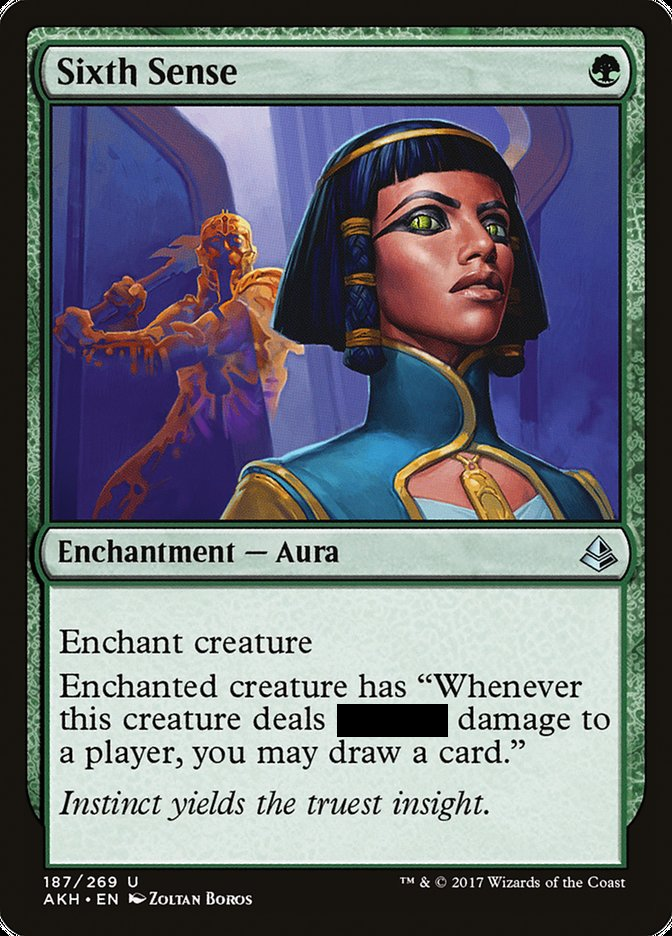 Sixth Sense
Enchantment — Aura
Enchant creature
Enchanted creature has “Whenever
this creature deals damage to
a player, you may draw a card.”
Instinct yields the truest insight.
187/269 U
™ & © 2017 Wizards of the Coast
AKH • EN Zoltan Boros